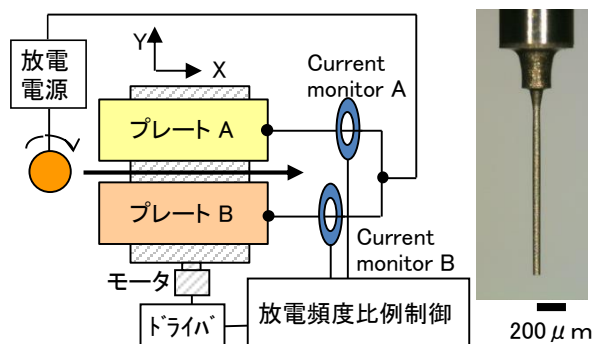 放電
電源
Y
X
Current
monitor A
プレート A
プレート B
Current
monitor B
モータ
ﾄﾞﾗｲﾊﾞ
放電頻度比例制御
200μm